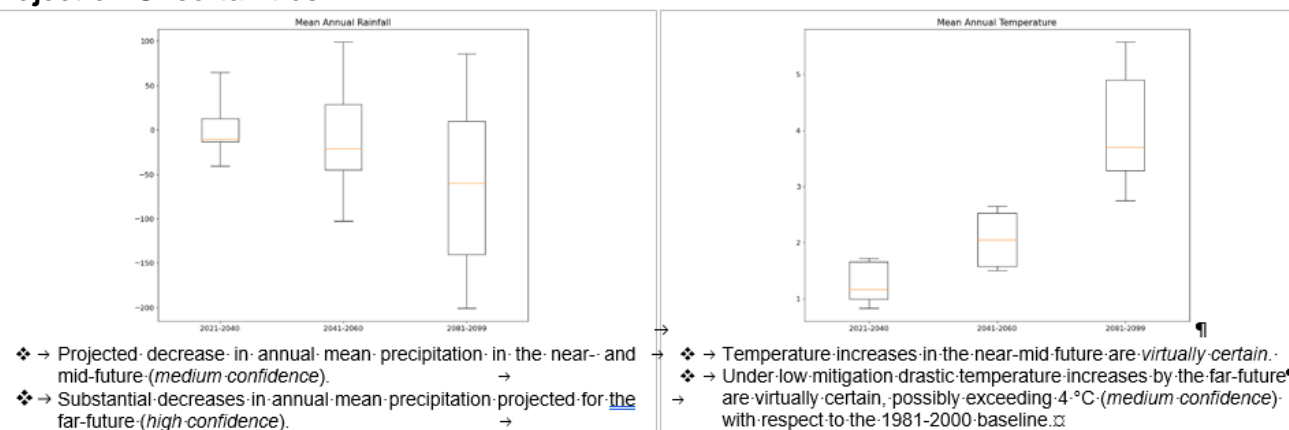 Mean Annual Rainfall
100
50
0
−50
−100
−150
−200
2021-2040 2041-2060 2081-2099
Mean Annual Temperature
5
4
3
2
1
2021-2040 2041-2060 2081-2099
❖ → Projected decrease in annual mean precipitation in the near- and
mid-future (medium confidence).
❖ → Substantial decreases in annual mean precipitation projected for the
far-future (high confidence).
❖ → Temperature increases in the near-mid future are virtually certain.
❖ → Under low mitigation drastic temperature increases by the far-future
are virtually certain, possibly exceeding 4 °C (medium confidence)
with respect to the 1981-2000 baseline.¤